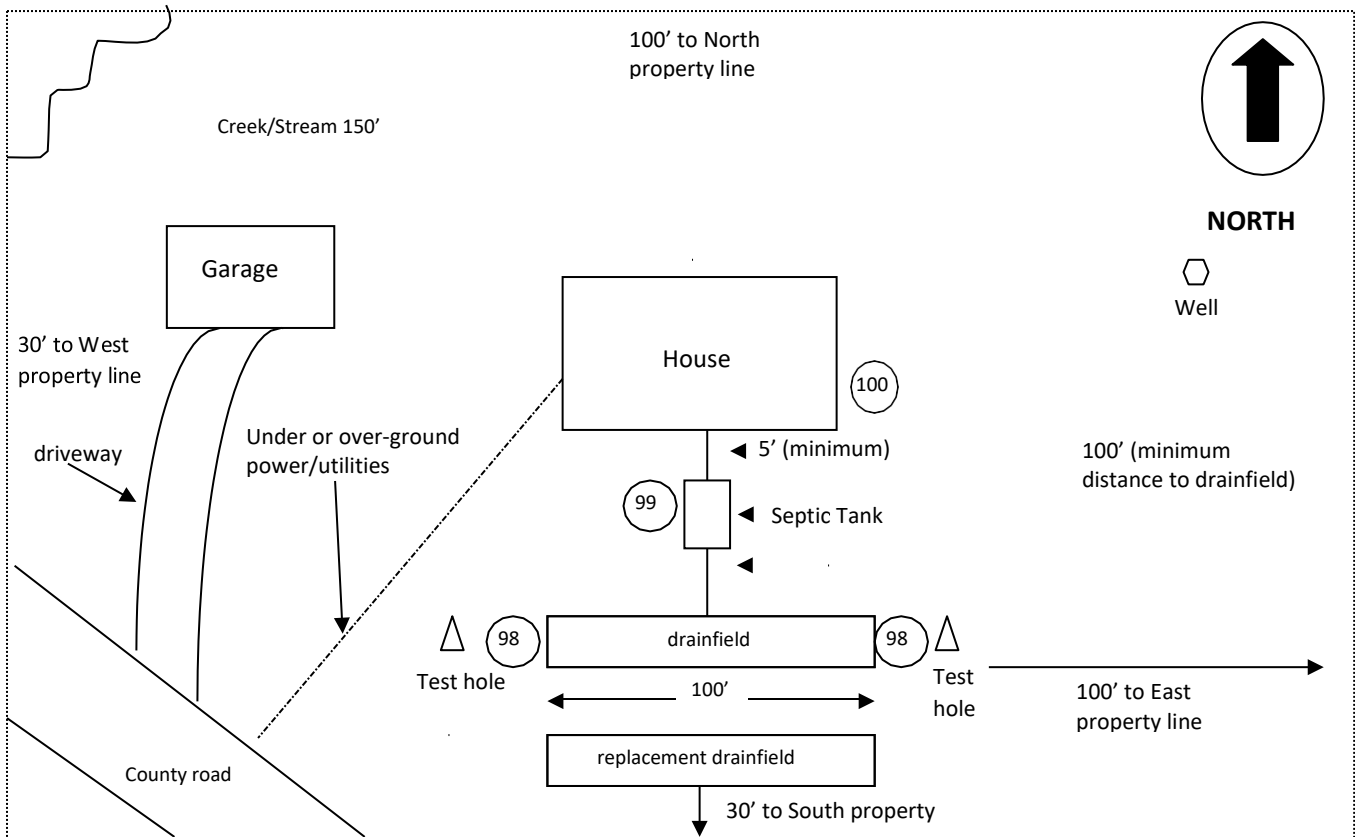 100’ to North
property line
Creek/Stream 150’
NORTH
Garage
Well
30’ to West
property line
House
100
driveway
Under or over-ground
power/utilities
5’ (minimum)
100’ (minimum
distance to drainfield)
99
Septic Tank
98
drainfield
98
Test hole
Test
hole
100’
100’ to East
property line
replacement drainfield
County road
30’ to South property